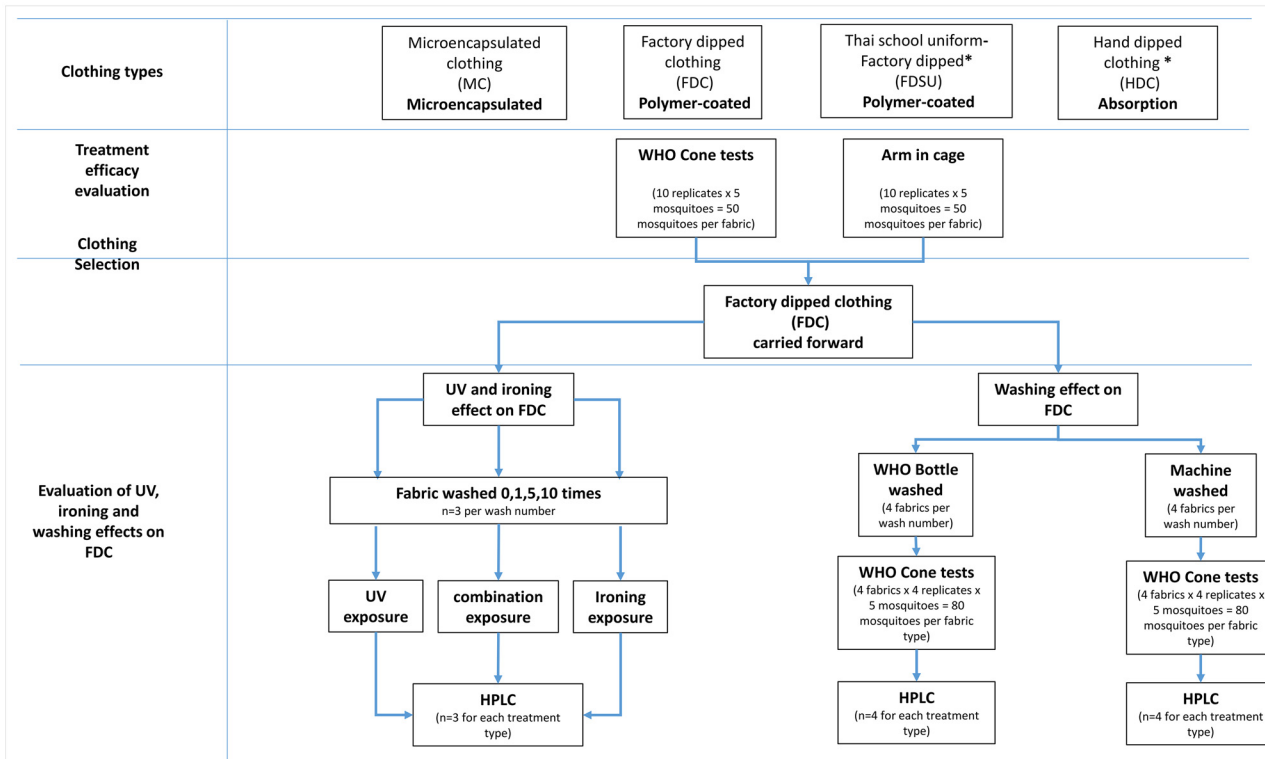 Clothing types
Microencapsulated
clothing
(MC)
Microencapsulated
Factory dipped
clothing
(FDC)
Polymer-coated
Thai school uniform-
Factory dipped*
(FDSU)
Polymer-coated
Hand dipped
clothing *
(HDC)
Absorption
Treatment
efficacy
evaluation
WHO Cone tests
(10 replicates x 5
mosquitoes = 50
mosquitoes per fabric)
Arm in cage
(10 replicates x 5
mosquitoes = 50
mosquitoes per fabric)
Clothing
Selection
Factory dipped clothing
(FDC)
carried forward
Evaluation of UV,
ironing and
washing effects on
FDC
UV and ironing
effect on FDC
Fabric washed 0,1,5,10 times
n=3 per wash number
UV
exposure
combination
exposure
Ironing
exposure
HPLC
(n=3 for each treatment
type)
Washing effect on
FDC
WHO Bottle
washed
(4 fabrics per
wash number)
WHO Cone tests
(4 fabrics x 4 replicates x
5 mosquitoes = 80
mosquitoes per fabric
type)
HPLC
(n=4 for each treatment
type)
Machine
washed
(4 fabrics per
wash number)
WHO Cone tests
(4 fabrics x 4 replicates x
5 mosquitoes = 80
mosquitoes per fabric
type)
HPLC
(n=4 for each treatment
type)